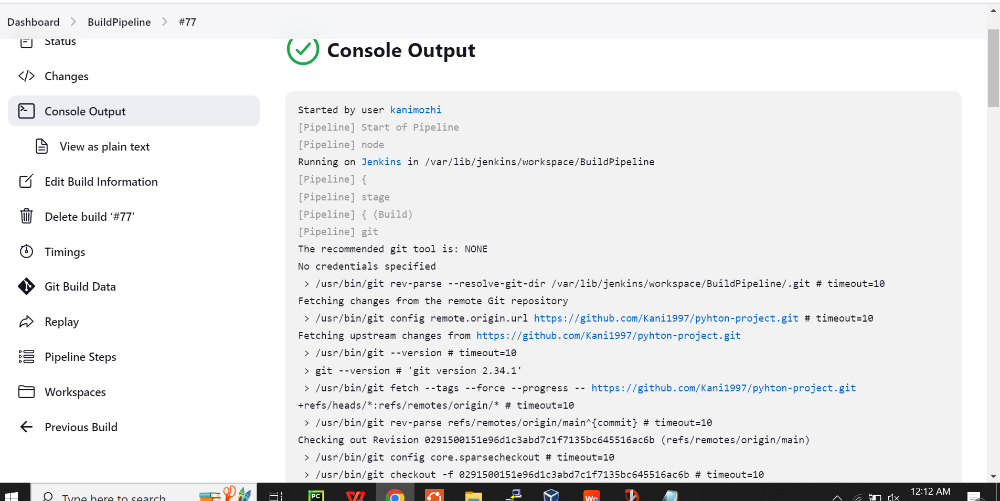 Dashboard > BuildPipeline > #77
Status
Changes
Console Output
View as plain text
Edit Build Information
Delete build ‘#77’
Timings
Git Build Data
Replay
Pipeline Steps
Workspaces
Previous Build
Console Output
Started by user kanimozhi
[Pipeline] Start of Pipeline
[Pipeline] node
Running on Jenkins in /var/lib/jenkins/workspace/BuildPipeline
[Pipeline] {
[Pipeline] stage
[Pipeline] { (Build)
[Pipeline] git
The recommended git tool is: NONE
No credentials specified
 > /usr/bin/git rev-parse --resolve-git-dir /var/lib/jenkins/workspace/BuildPipeline/.git # timeout=10
Fetching changes from the remote Git repository
 > /usr/bin/git config remote.origin.url https://github.com/Kani1997/pyhton-project.git # timeout=10
Fetching upstream changes from https://github.com/Kani1997/pyhton-project.git
 > /usr/bin/git --version # timeout=10
 > git --version # 'git version 2.34.1'
 > /usr/bin/git fetch --tags --force --progress -- https://github.com/Kani1997/pyhton-project.git
+refs/heads/*:refs/remotes/origin/* # timeout=10
 > /usr/bin/git rev-parse refs/remotes/origin/main^{commit} # timeout=10
Checking out Revision 0291500151e96d1c3abd7c1f7135bc645516ac6b (refs/remotes/origin/main)
 > /usr/bin/git config core.sparsecheckout # timeout=10
 > /usr/bin/git checkout -f 0291500151e96d1c3abd7c1f7135bc645516ac6b # timeout=10
Type here to search
PC
Wc
12:12 AM